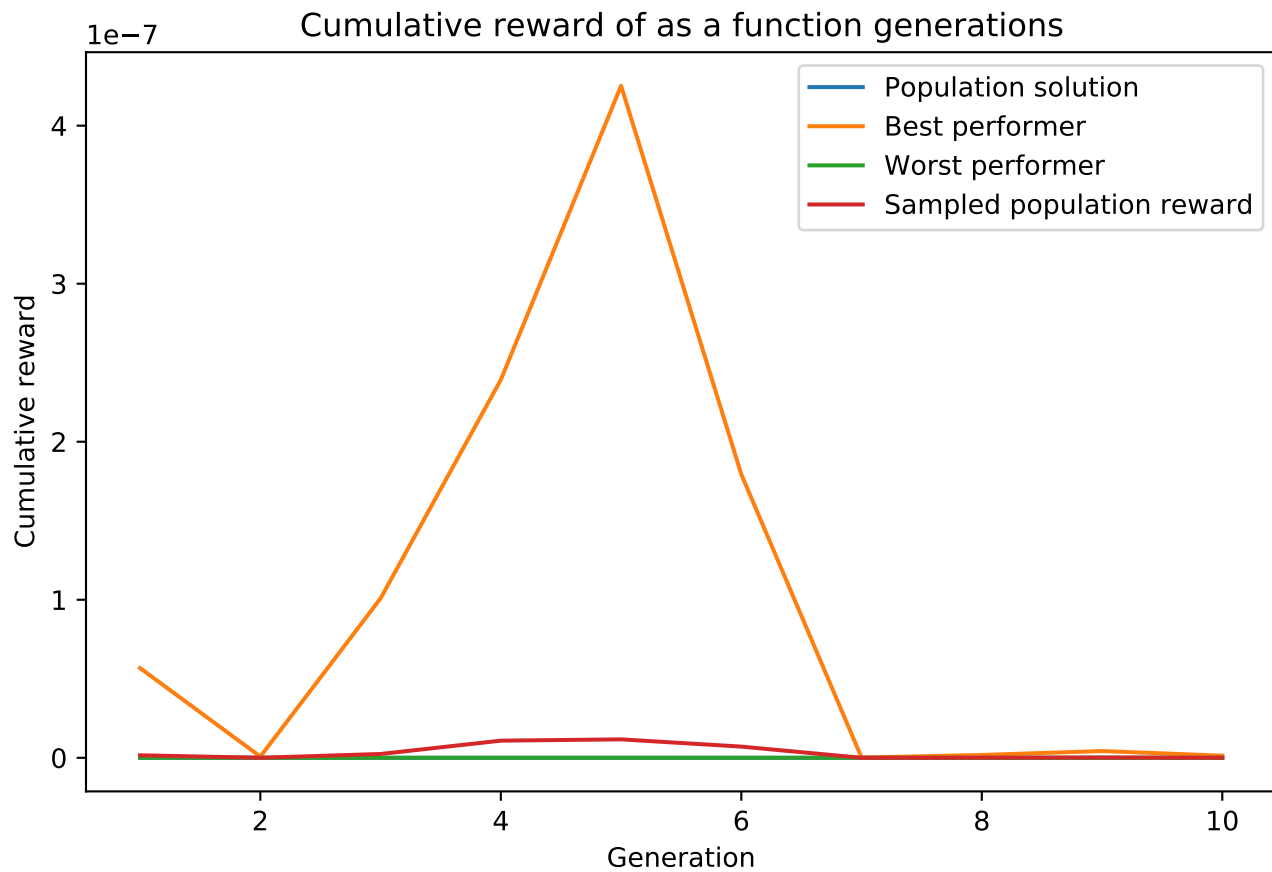 Cumulative reward of as a function generations
1e−7
Population solution
Best performer
Worst performer
Sampled population reward
4
3
2
1
0
Cumulative reward
2
4
6
8
10
Generation